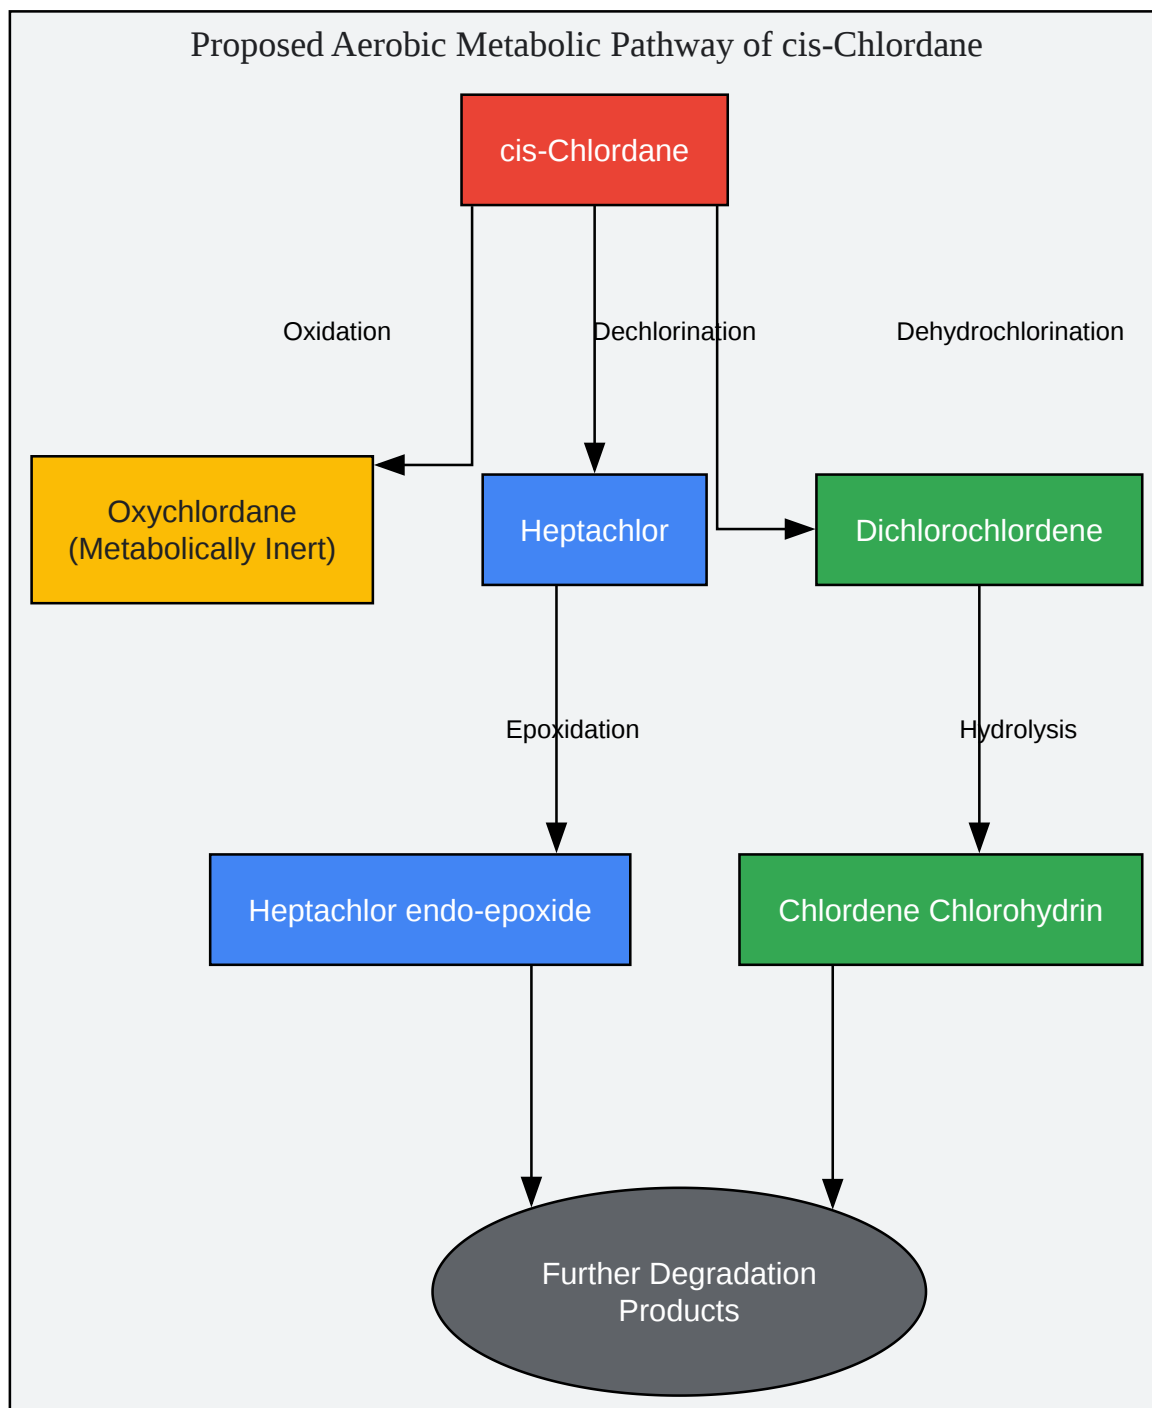 Proposed Aerobic Metabolic Pathway of cis-Chlordane
cis-Chlordane
Oxidation
Dechlorination
Dehydrochlorination
Oxychlordane
(Metabolically Inert)
Heptachlor
Dichlorochlordene
Epoxidation
Hydrolysis
Heptachlor endo-epoxide
Chlordene Chlorohydrin
Further Degradation
Products